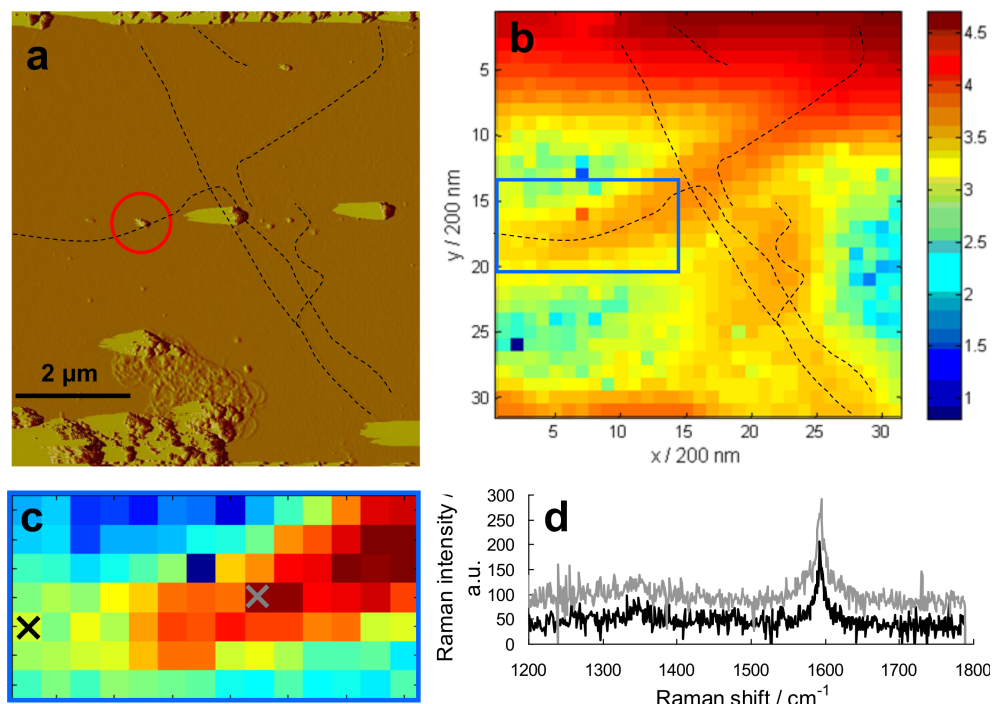 a
2 µm
b
5
10
15
20
25
30
y / 200 nm
5 10 15 20 25 30
x / 200 nm
4.5
4
3.5
3
2.5
2
1.5
1
c
d
Raman intensity /
a.u.
300
250
200
150
100
50
0
1200 1300 1400 1500 1600 1700 1800
Raman shift / cm⁻¹